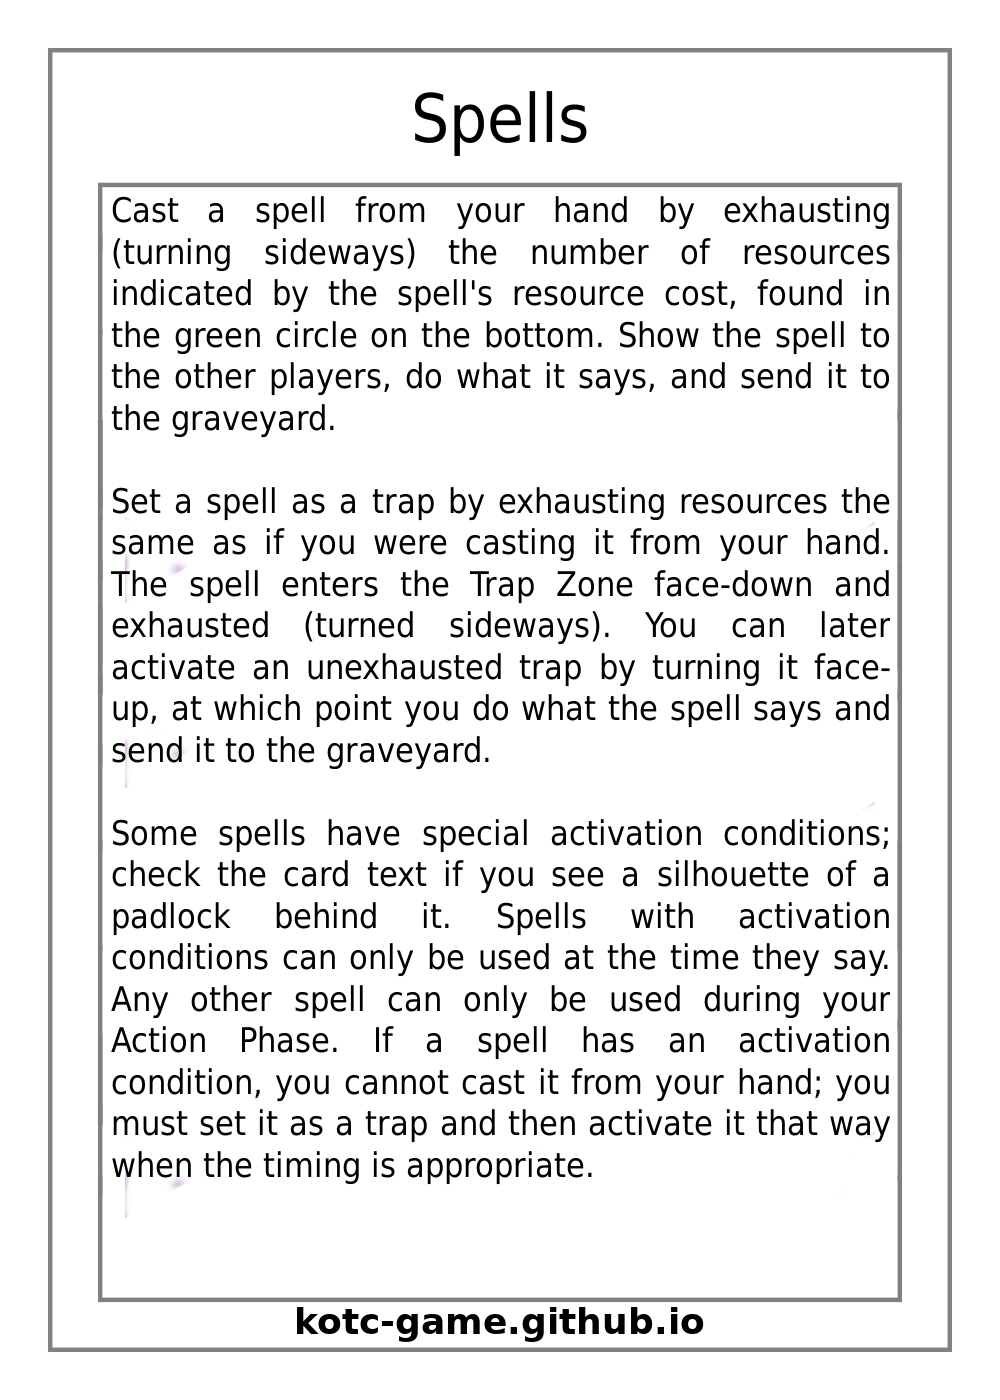 Spells
Cast a spell from your hand by exhausting
(turning sideways) the number of resources
indicated by the spell's resource cost, found in
the green circle on the bottom. Show the spell to
the other players, do what it says, and send it to
the graveyard.
Set a spell as a trap by exhausting resources the
same as if you were casting it from your hand.
The spell enters the Trap Zone face-down and
exhausted (turned sideways). You can later
activate an unexhausted trap by turning it face-
up, at which point you do what the spell says and
send it to the graveyard.
Some spells have special activation conditions;
check the card text if you see a silhouette of a
padlock behind it. Spells with activation
conditions can only be used at the time they say.
Any other spell can only be used during your
Action Phase. If a spell has an activation
condition, you cannot cast it from your hand; you
must set it as a trap and then activate it that way
when the timing is appropriate.
kotc-game.github.io